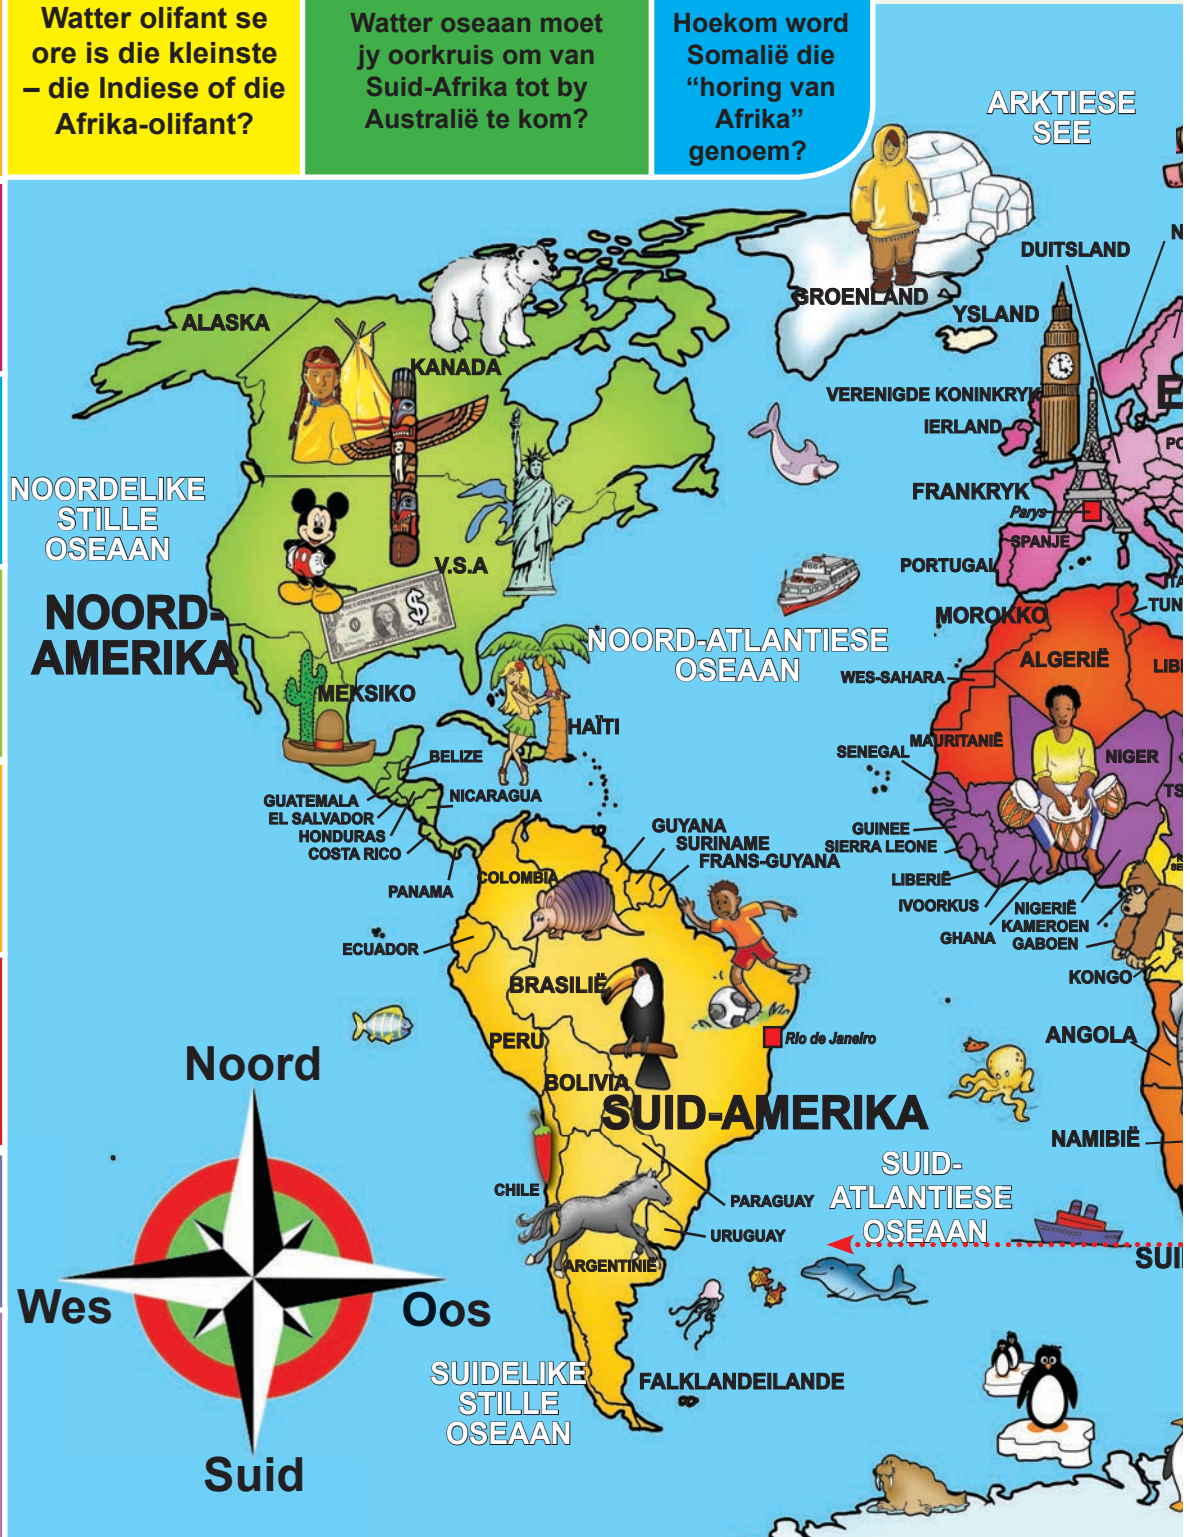 Watter olifant se
ore is die kleinste
– die Indiese of die
Afrika-olifant?
Watter oseaan moet
jy oorkruis om van
Suid-Afrika tot by
Australië te kom?
Hoekom word
Somalië die
“horing van
Afrika”
genoem?
ARKTIESE
SEE
DUITSLAND
GROENLAND
YSLAND
ALASKA
KANADA
VERENIGDE KONINKRYK
IERLAND
NOORDELIKE
STILLE
OSEAAN
FRANKRYK
Parys
SPANJE
V.S.A
$
PORTUGAL
NOORD-
AMERIKA
MOROKKO
NOORD-ATLANTIESE
OSEAAN
ALGERIË
WES-SAHARA
MEKSIKO
HAÏTI
MAURITANIË
SENEGAL
NIGER
BELIZE
NICARAGUA
GUATEMALA
EL SALVADOR
HONDURAS
COSTA RICO
PANAMA
GUYANA
SURINAME
FRANS-GUYANA
GUINEE
SIERRA LEONE
LIBERIË
IVOORKUS
GHANA
NIGERIË
KAMEROEN
GABOEN
KONGO
COLOMBIA
ECUADOR
BRASILIË
PERU
Rio de Janeiro
ANGOLA
BOLIVIA
SUID-AMERIKA
NAMIBIË
SUID-
ATLANTIESE
OSEAAN
CHILE
PARAGUAY
URUGUAY
ARGENTINIË
Noord
Wes
Oos
Suid
SUIDELIKE
STILLE
OSEAAN
FALKLANDEILANDE